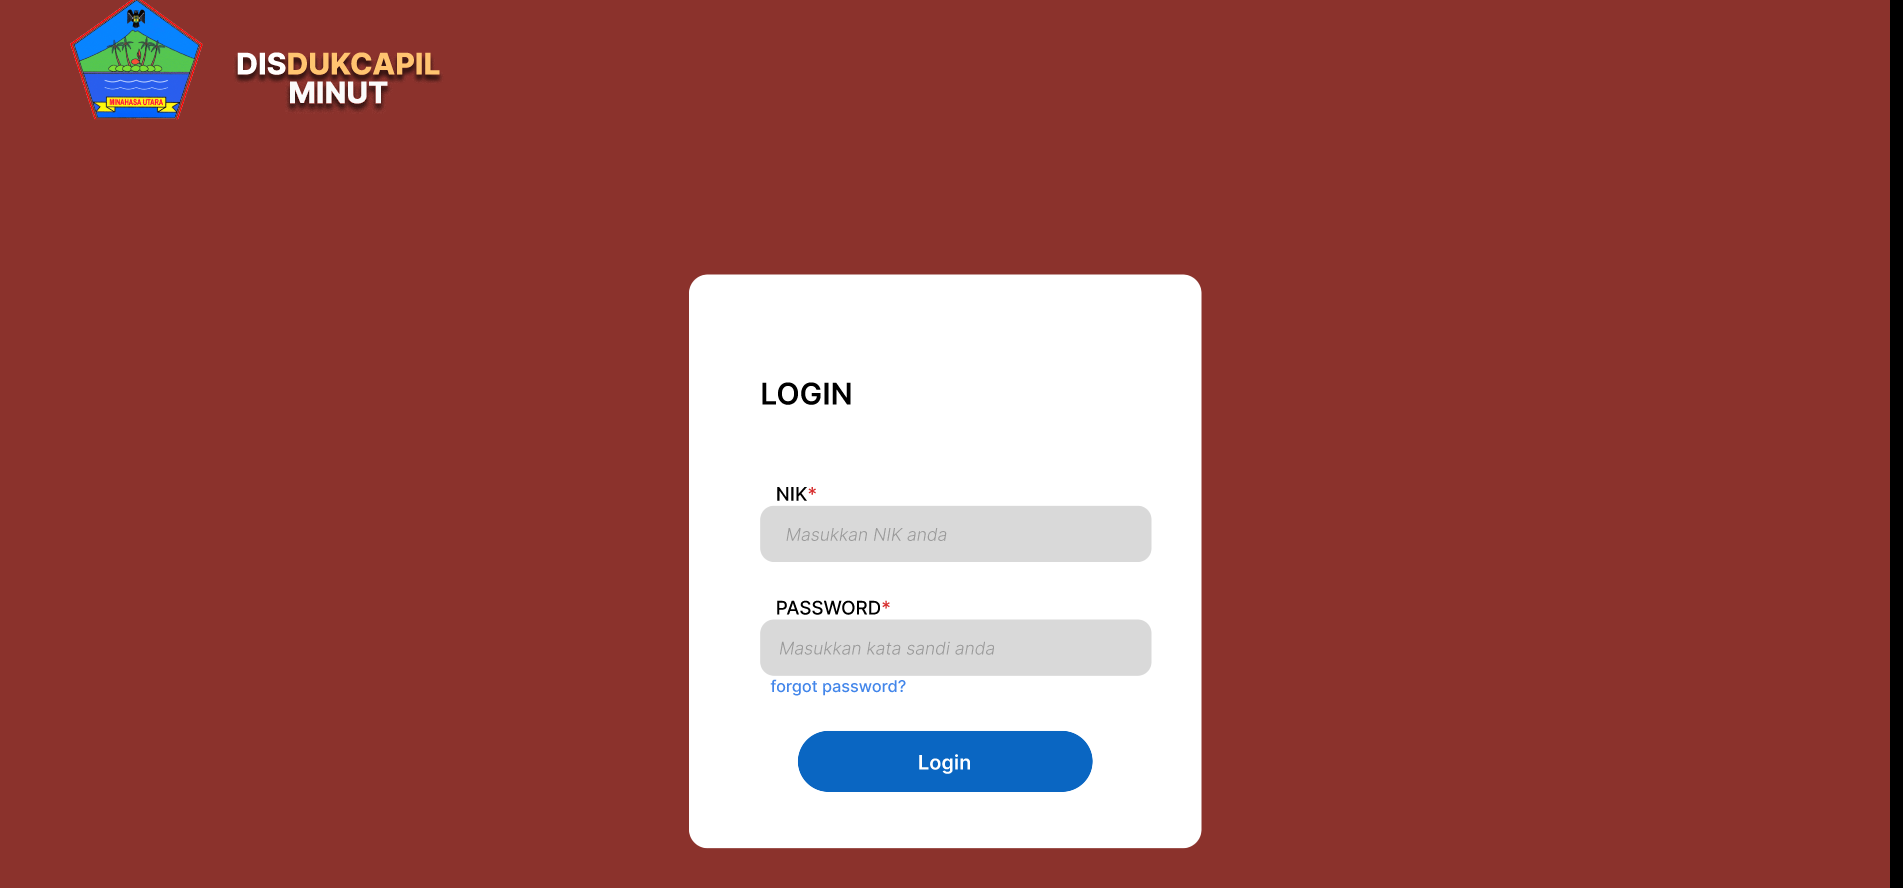 MINAHASA UTARA
DISDUKCAPIL
MINUT
LOGIN
NIK*
Masukkan NIK anda
PASSWORD*
Masukkan kata sandi anda
forgot password?
Login